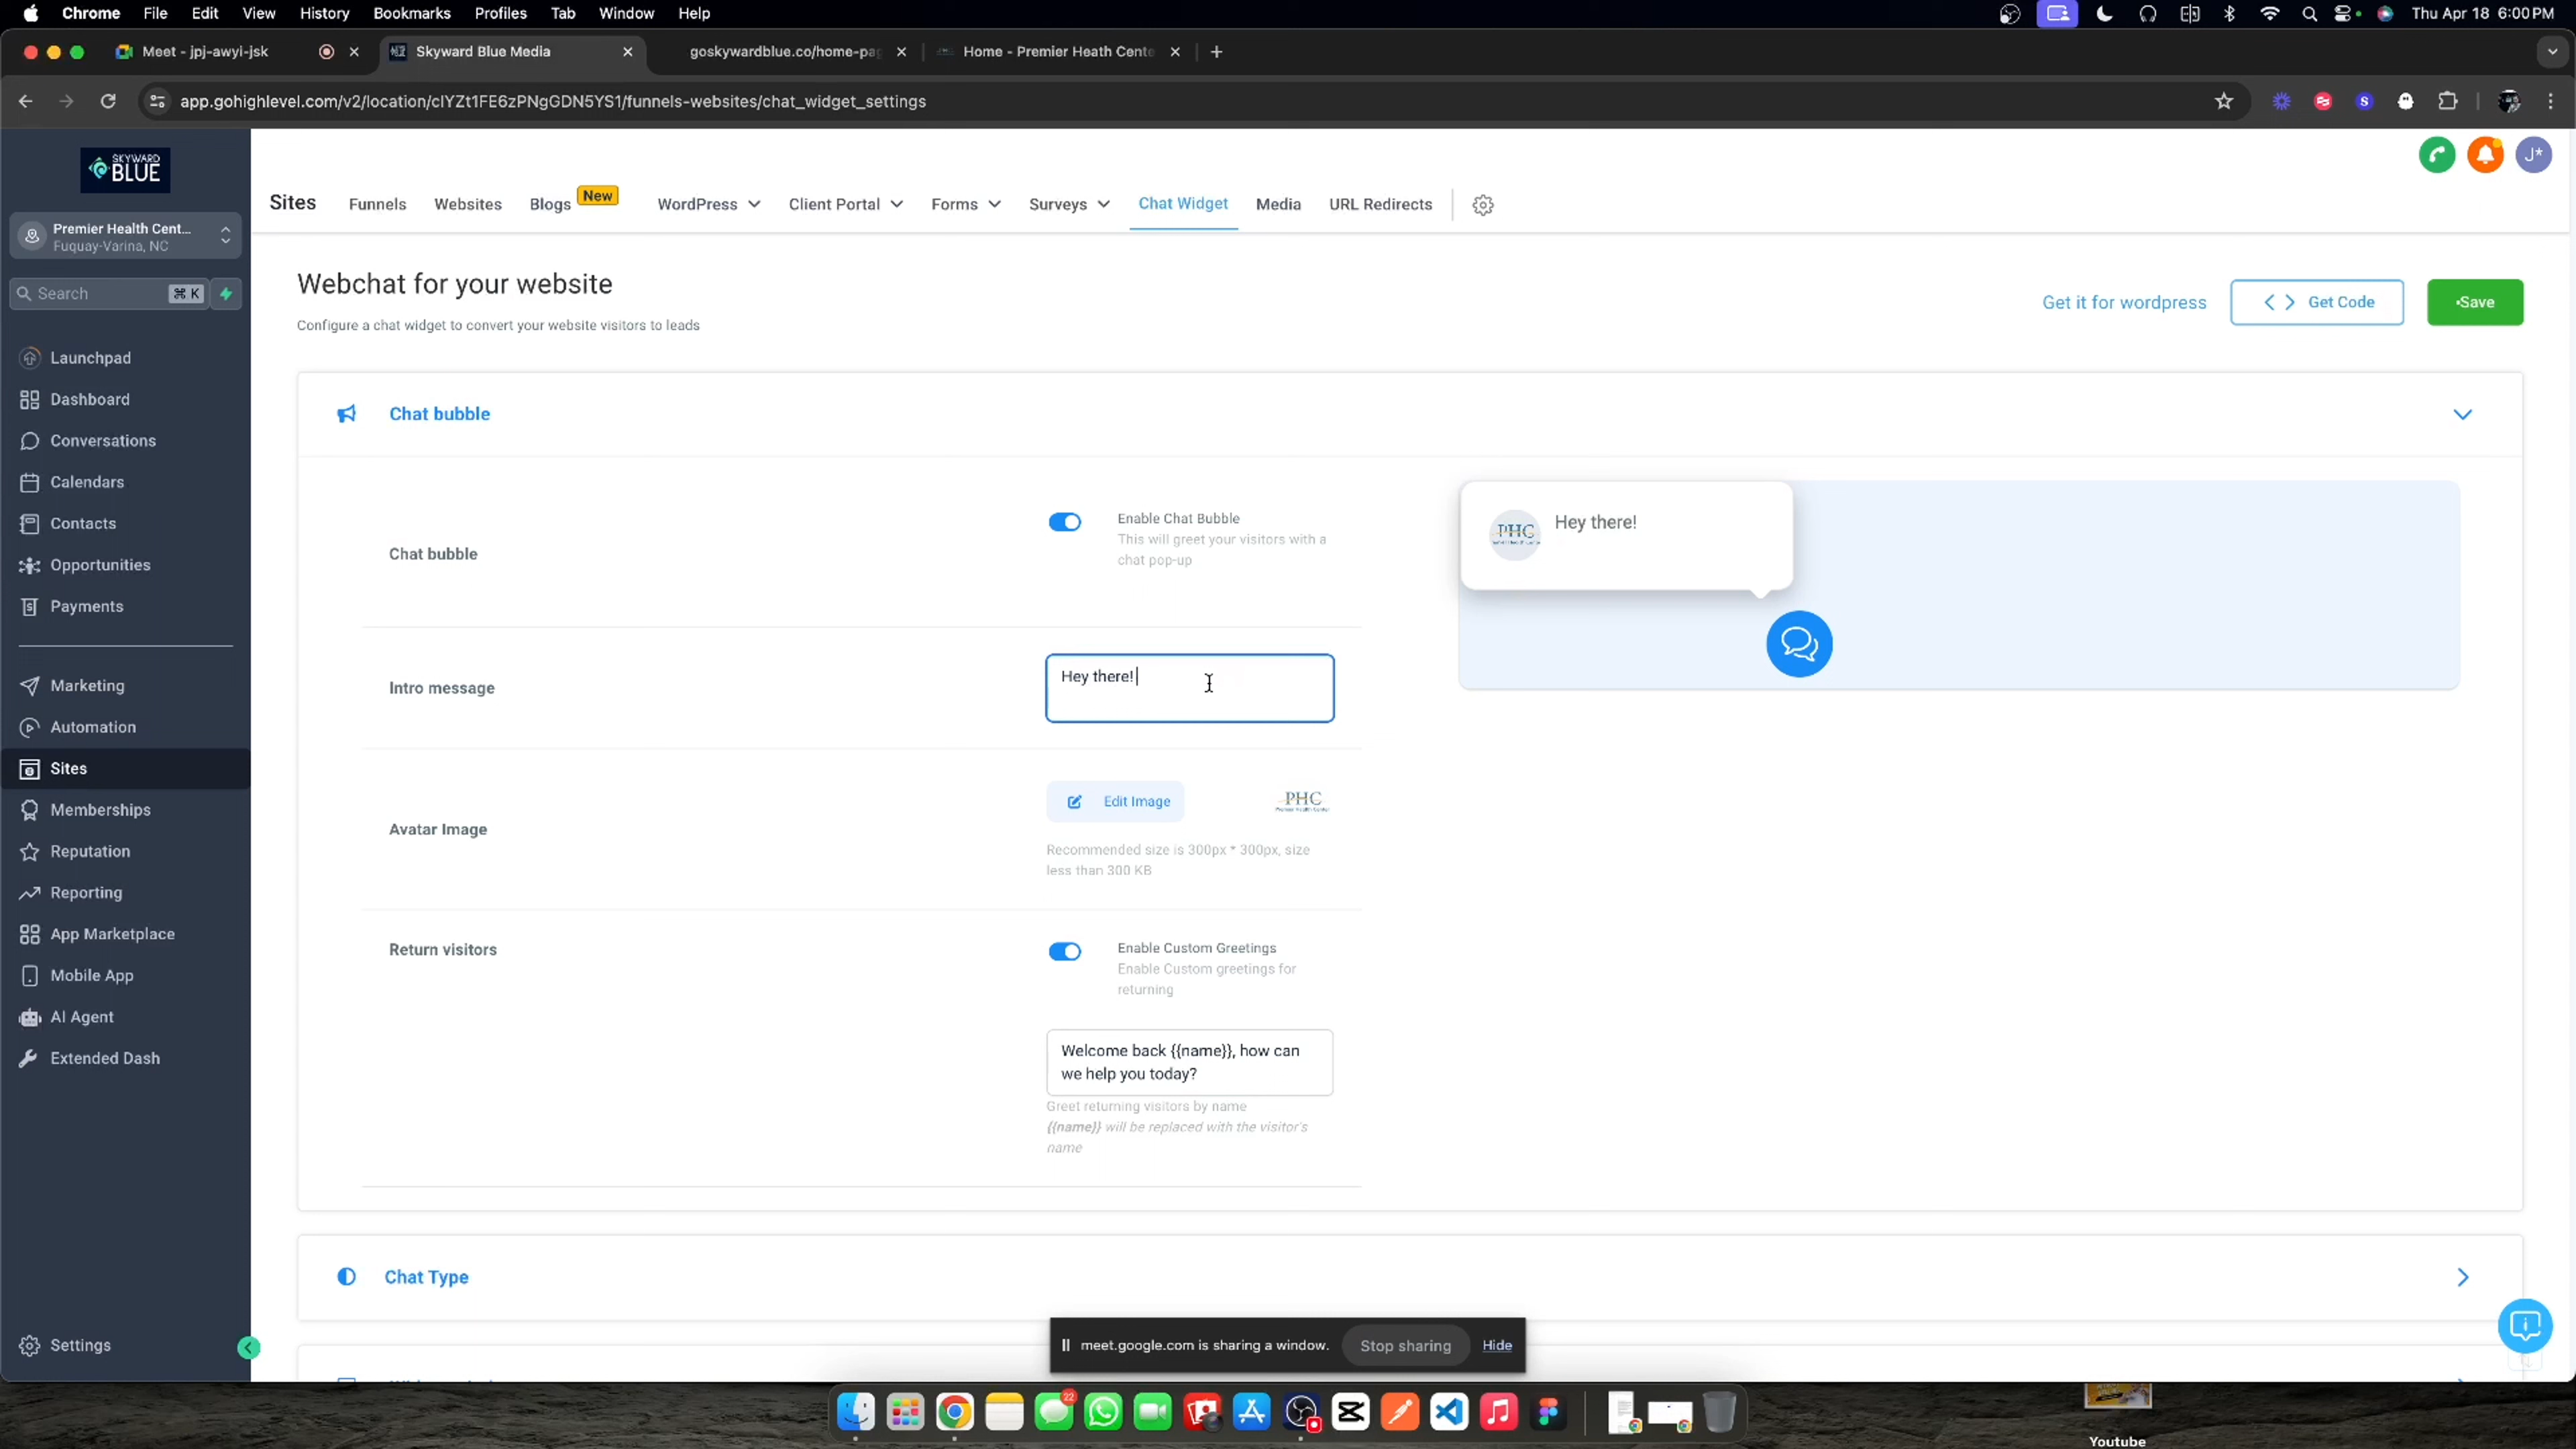 Chrome File Edit View History Bookmarks Profiles Tab Window Help
Thu Apr 18 6:00 PM
Meet - jpj-awyi-jsk
Skyward Blue Media
goskywardblue.co/home-pag
Home - Premier Heath Cente
app.gohighlevel.com/v2/location/clYZt1FE6zPNgGDN5YS1/funnels-websites/chat_widget_settings
SKYWARD
BLUE
J*
Sites Funnels Websites Blogs New WordPress Client Portal Forms Surveys Chat Widget Media URL Redirects
Premier Health Cent...
Fuquay-Varina, NC
Search ⌘ K
Launchpad
Dashboard
Conversations
Calendars
Contacts
Opportunities
Payments
Marketing
Automation
Sites
Memberships
Reputation
Reporting
App Marketplace
Mobile App
AI Agent
Extended Dash
Settings
Webchat for your website
Configure a chat widget to convert your website visitors to leads
Get it for wordpress
< > Get Code
•Save
Chat bubble
Chat bubble
Enable Chat Bubble
This will greet your visitors with a
chat pop-up
PHC
Hey there!
Intro message
Hey there!
Avatar Image
Edit Image
PHC
Premier Health Center
Recommended size is 300px * 300px, size
less than 300 KB
Return visitors
Enable Custom Greetings
Enable Custom greetings for
returning
Welcome back {{name}}, how can
we help you today?
Greet returning visitors by name
{{name}} will be replaced with the visitor's
name
Chat Type
meet.google.com is sharing a window.
Stop sharing
Hide
22
Youtube